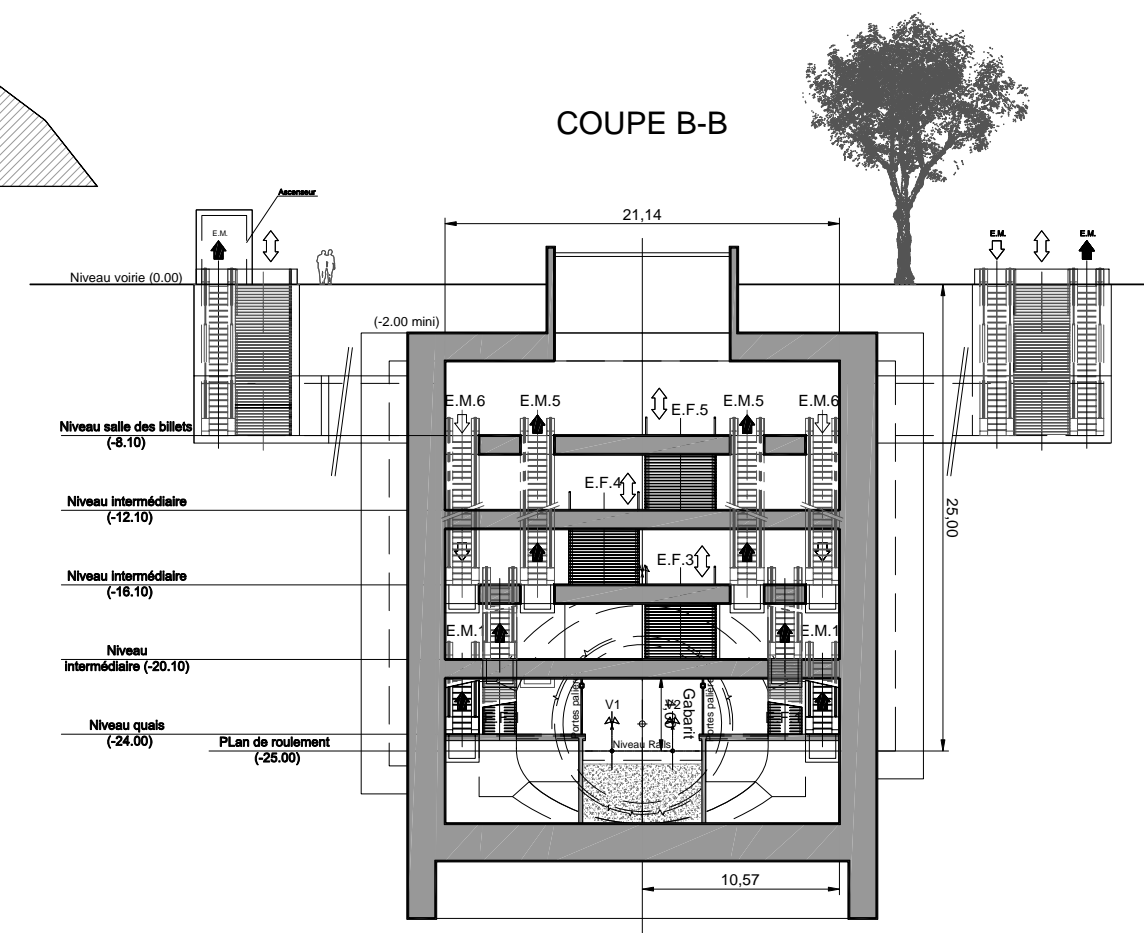 COUPE B-B
Ascenseur
21,14
E.M.
E.M.
E.M.
Niveau voirie (0.00)
(-2.00 mini)
E.M.6
E.M.5
E.F.5
E.M.5
E.M.6
Niveau salle des billets
(-8.10)
E.F.4
Niveau intermédiaire
(-12.10)
25,00
E.F.3
Niveau Intermédiaire
(-16.10)
E.M.1
E.M.1
Niveau
intermédiaire (-20.10)
V1
V2
Gabarit
Niveau quais
(-24.00)
PLan de roulement
(-25.00)
Niveau Rails
10,57